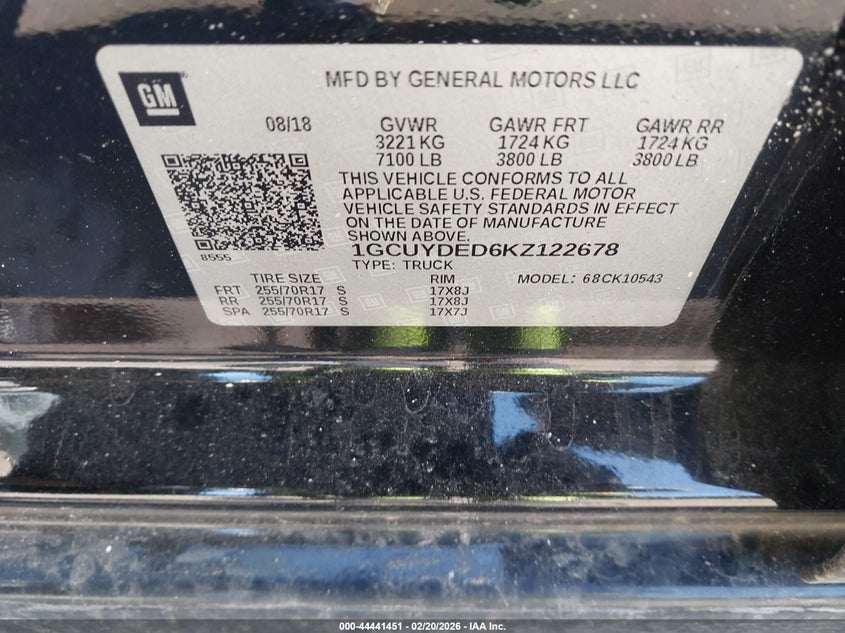 GM
MFD BY GENERAL MOTORS LLC
08/18 GVWR GAWR FRT GAWR RR
3221 KG 1724 KG 1724 KG
7100 LB 3800 LB 3800 LB
THIS VEHICLE CONFORMS TO ALL
APPLICABLE U.S. FEDERAL MOTOR
VEHICLE SAFETY STANDARDS IN EFFECT
ON THE DATE OF MANUFACTURE
SHOWN ABOVE.
8555
1GCUYDED6KZ122678
TYPE: TRUCK
TIRE SIZE RIM MODEL: 68CK10543
FRT 255/70R17 S 17X8J
RR 255/70R17 S 17X8J
SPA 255/70R17 S 17X7J
000-44441451 | 02/20/2026 - IAA Inc.